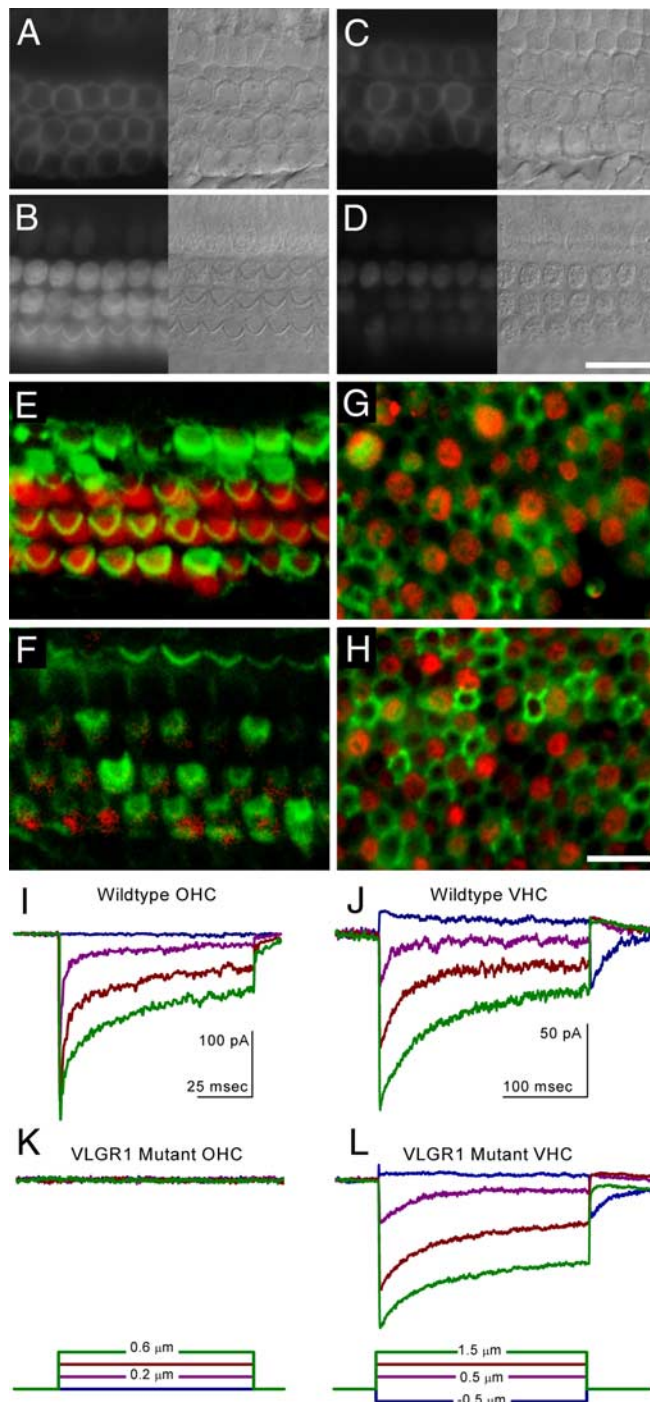 A
C
B
D
E
G
F
H
I
Wildtype OHC
J
Wildtype VHC
100 pA
25 msec
50 pA
100 msec
K
VLGR1 Mutant OHC
L
VLGR1 Mutant VHC
0.6 μm
0.2 μm
1.5 μm
0.5 μm
-0.5 μm